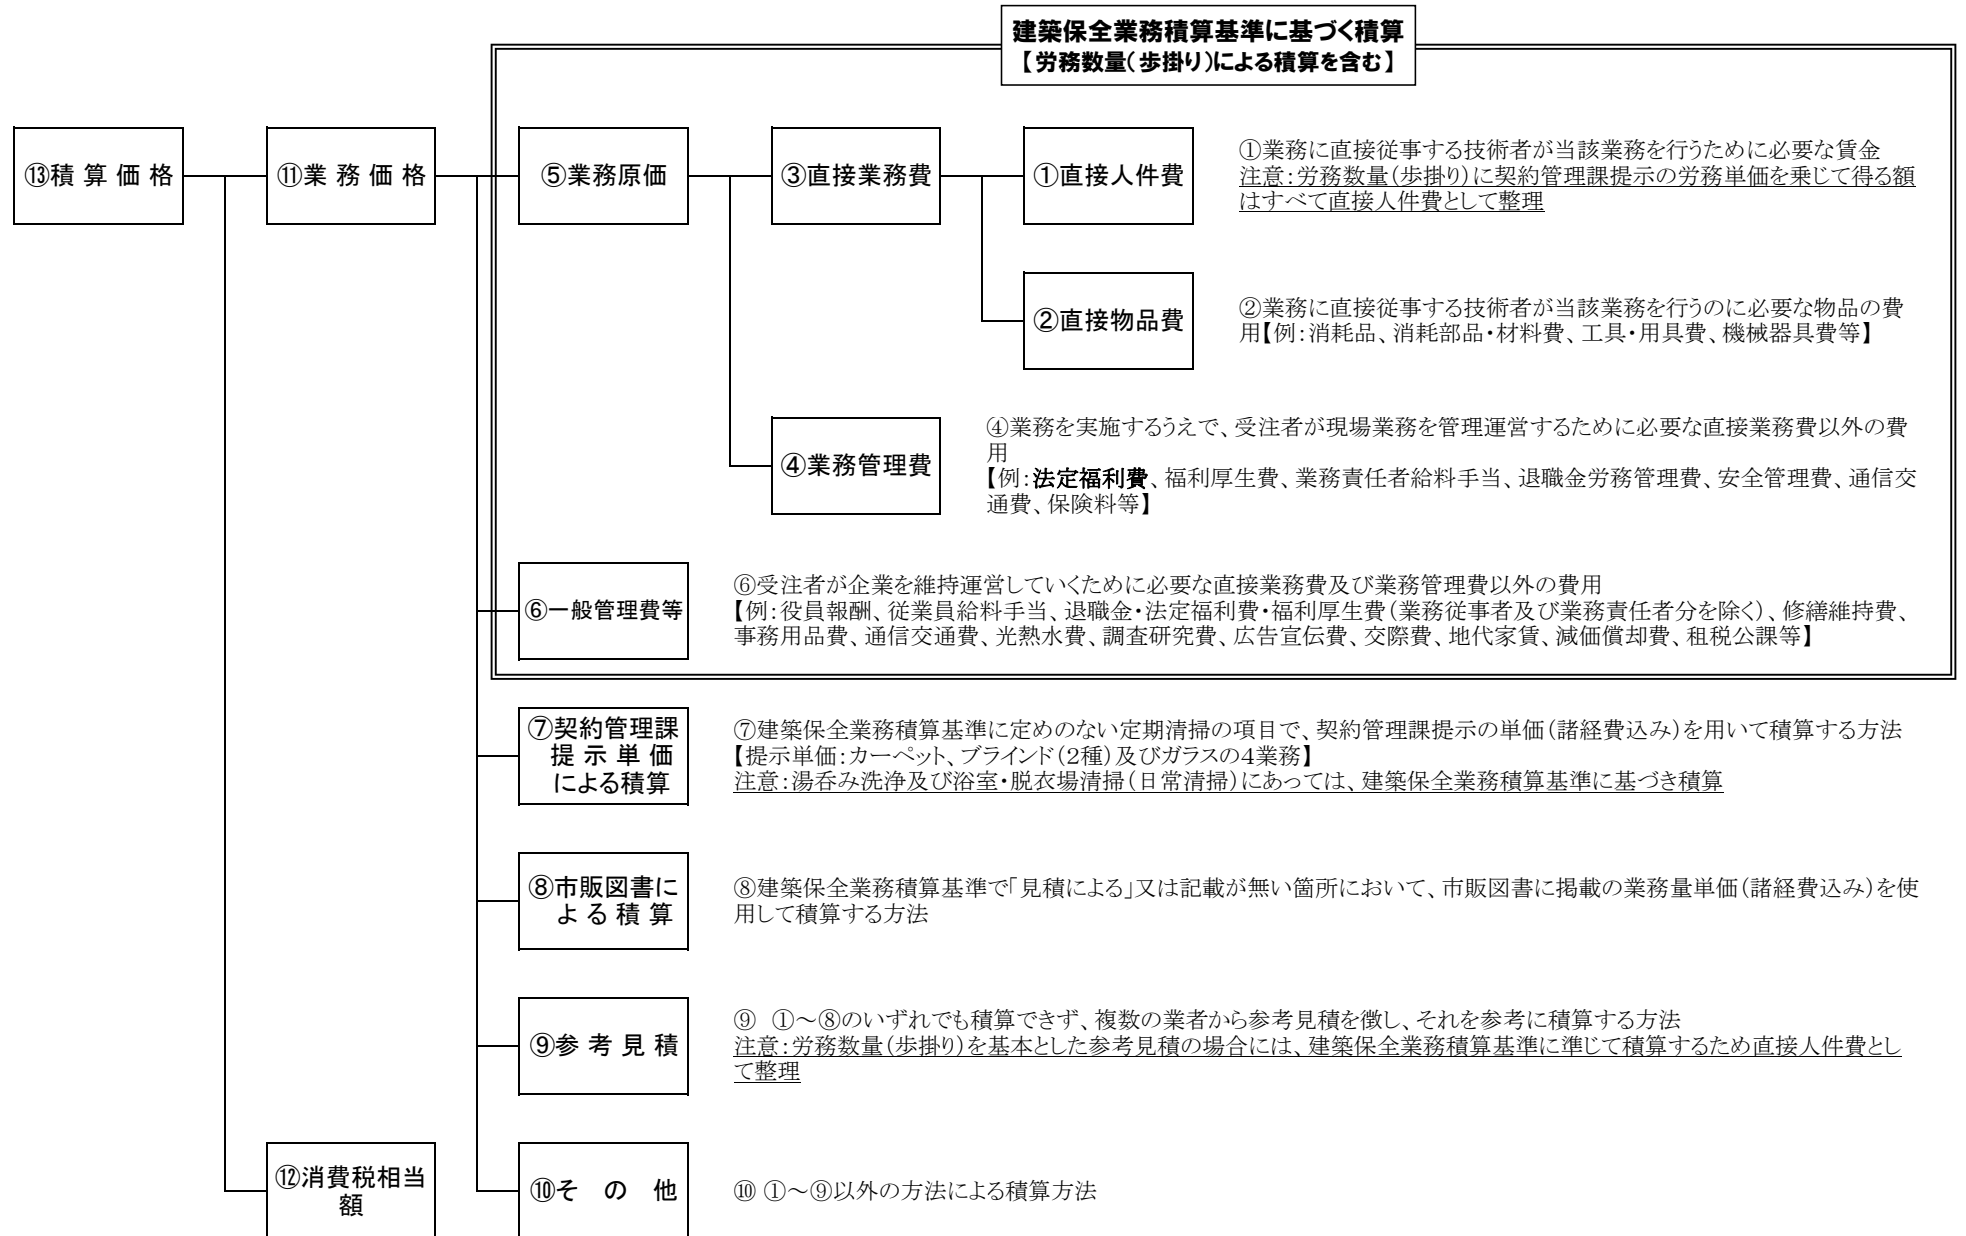 建築保全業務積算基準に基づく積算
【労務数量(歩掛り)による積算を含む】
⑬積算価格
⑪業務価格
⑤業務原価
③直接業務費
①直接人件費
①業務に直接従事する技術者が当該業務を行うために必要な賃金
注意:労務数量(歩掛り)に契約管理課提示の労務単価を乗じて得る額
はすべて直接人件費として整理
②直接物品費
②業務に直接従事する技術者が当該業務を行うのに必要な物品の費
用【例:消耗品、消耗部品・材料費、工具・用具費、機械器具費等】
④業務管理費
④業務を実施するうえで、受注者が現場業務を管理運営するために必要な直接業務費以外の費
用
【例:法定福利費、福利厚生費、業務責任者給料手当、退職金労務管理費、安全管理費、通信交
通費、保険料等】
⑥一般管理費等
⑥受注者が企業を維持運営していくために必要な直接業務費及び業務管理費以外の費用
【例:役員報酬、従業員給料手当、退職金・法定福利費・福利厚生費(業務従事者及び業務責任者分を除く)、修繕維持費、
事務用品費、通信交通費、光熱水費、調査研究費、広告宣伝費、交際費、地代家賃、減価償却費、租税公課等】
⑦契約管理課
提示単価
による積算
⑦建築保全業務積算基準に定めのない定期清掃の項目で、契約管理課提示の単価(諸経費込み)を用いて積算する方法
【提示単価:カーペット、ブラインド(2種)及びガラスの4業務】
注意:湯呑み洗浄及び浴室・脱衣場清掃(日常清掃)にあっては、建築保全業務積算基準に基づき積算
⑧市販図書に
よる積算
⑧建築保全業務積算基準で「見積による」又は記載が無い箇所において、市販図書に掲載の業務量単価(諸経費込み)を使
用して積算する方法
⑨参考見積
⑨ ①～⑧のいずれでも積算できず、複数の業者から参考見積を徴し、それを参考に積算する方法
注意:労務数量(歩掛り)を基本とした参考見積の場合には、建築保全業務積算基準に準じて積算するため直接人件費とし
て整理
⑫消費税相当
額
⑩その他
⑩ ①～⑨以外の方法による積算方法